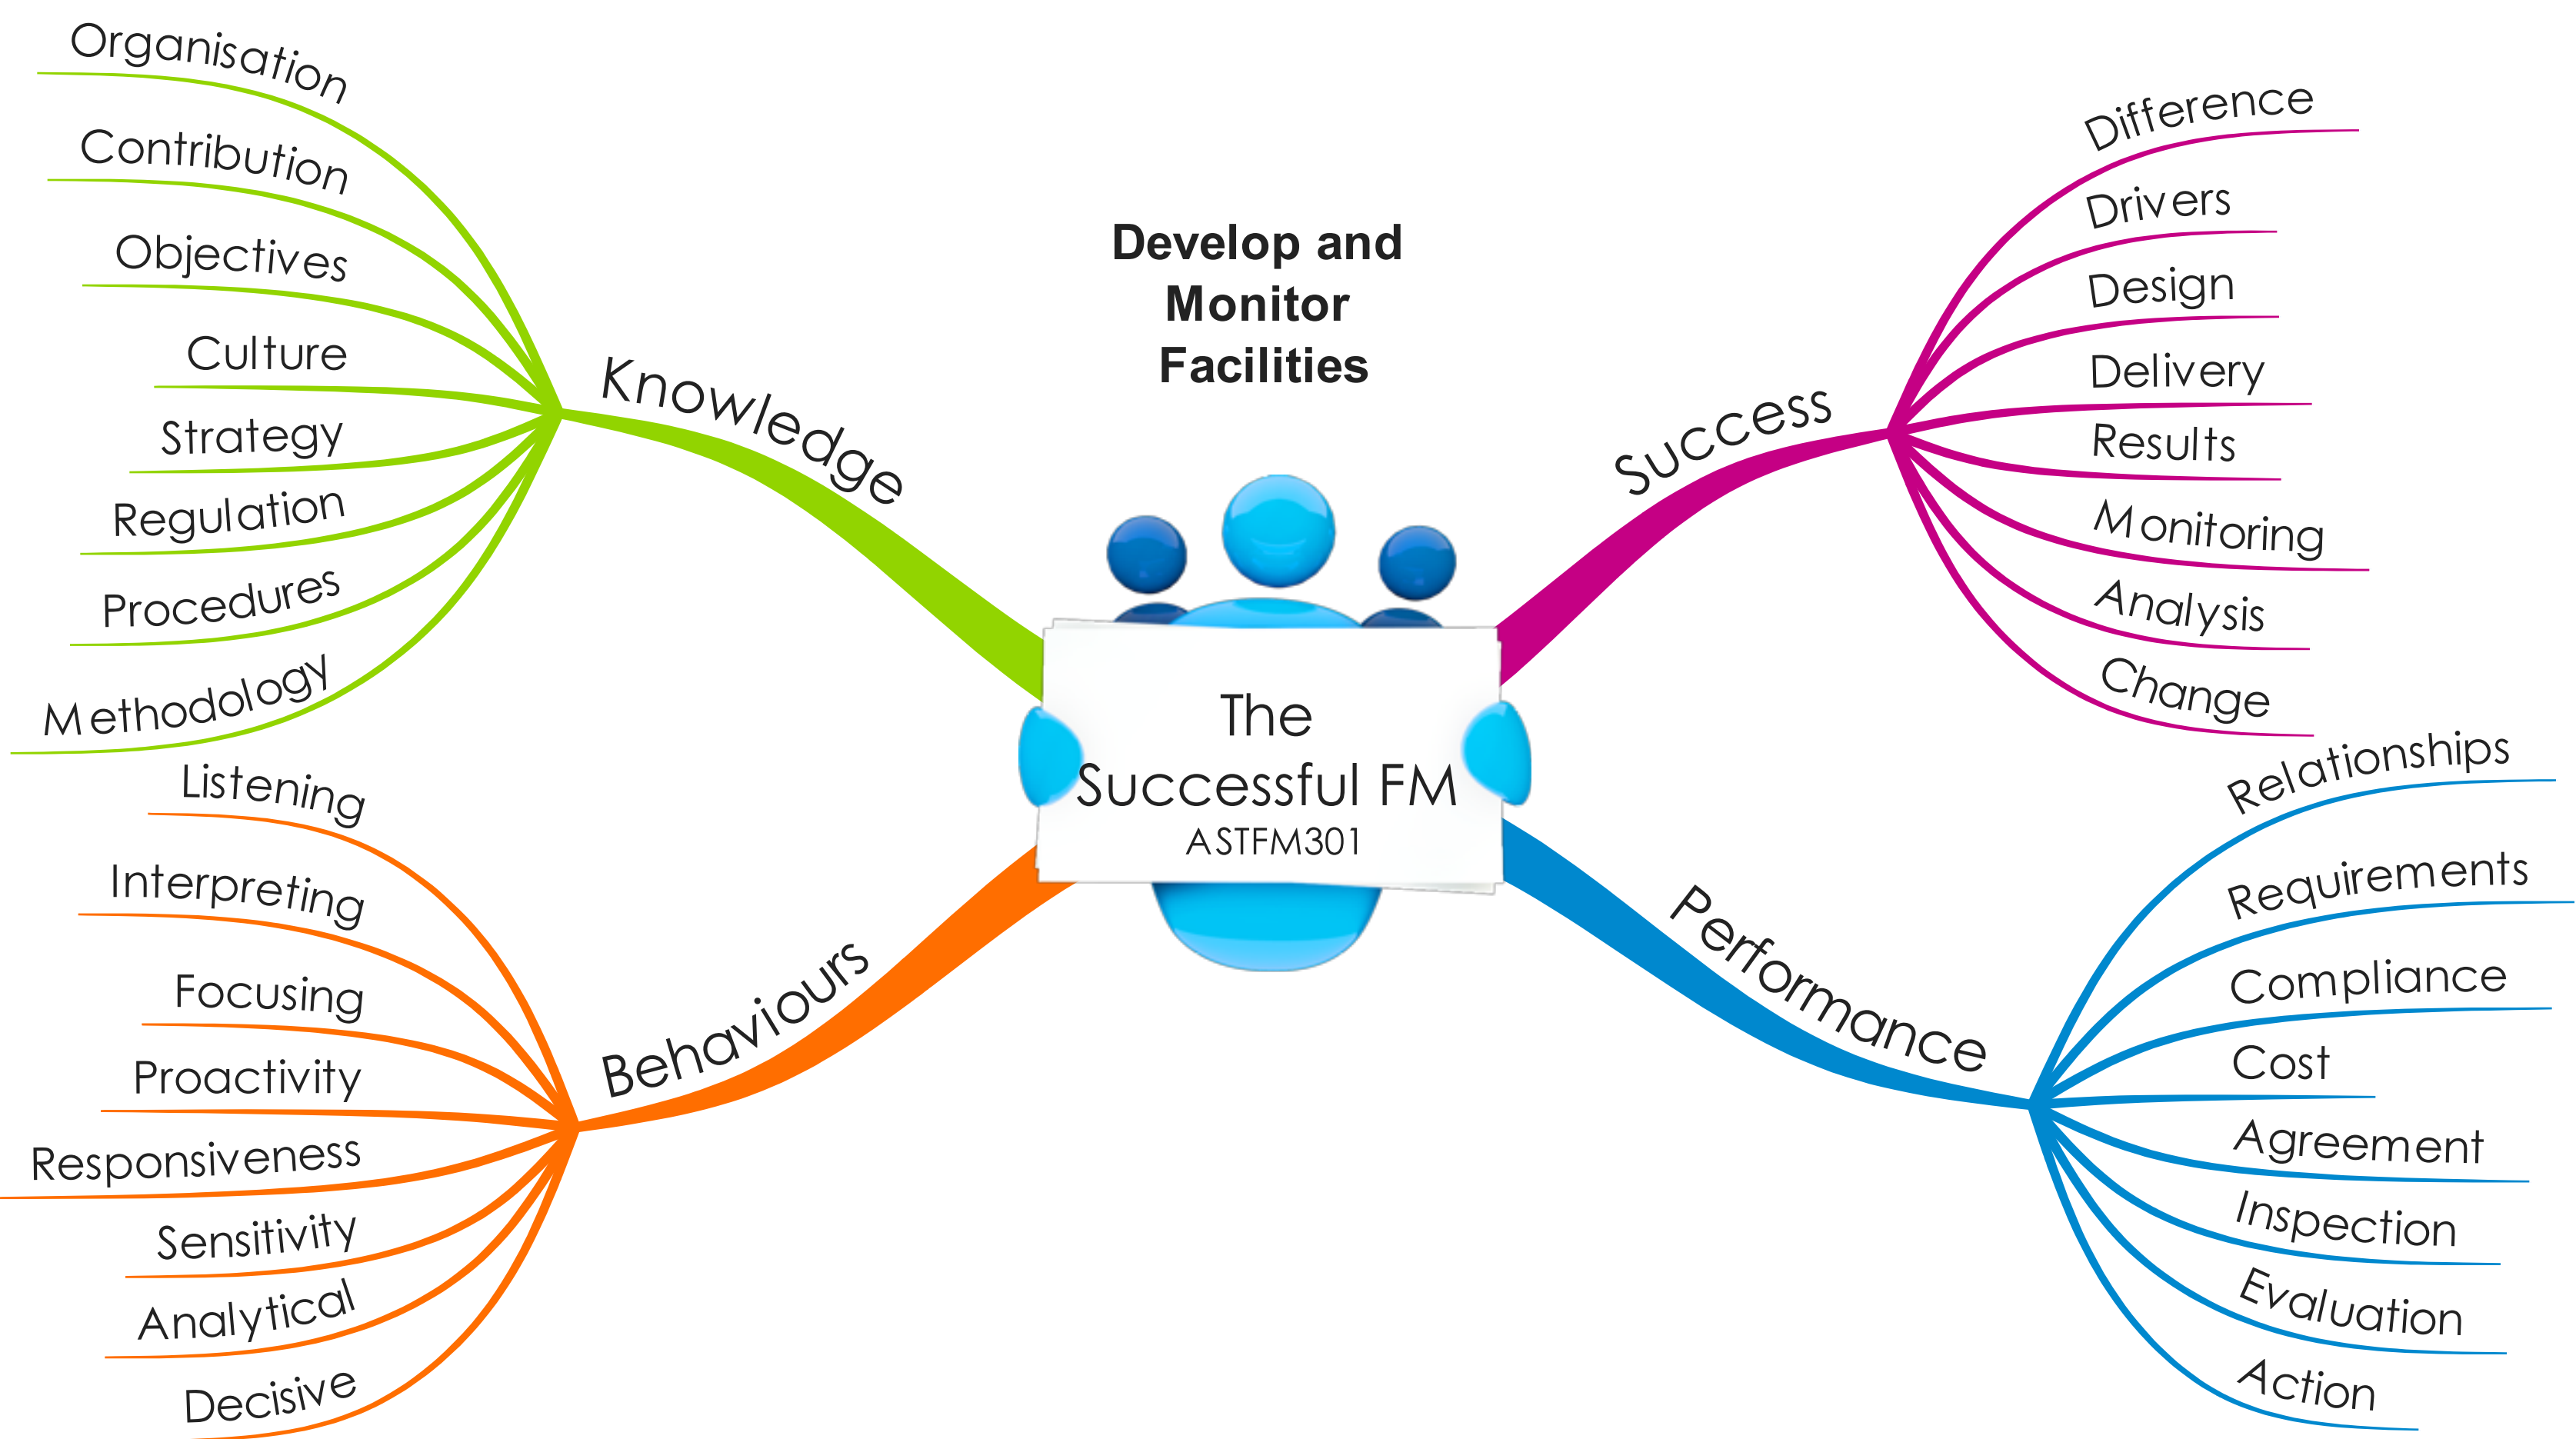 Develop and
Monitor
Facilities
The
Successful FM
ASTFM301
Knowledge
Organisation
Contribution
Objectives
Culture
Strategy
Regulation
Procedures
Methodology
Behaviours
Listening
Interpreting
Focusing
Proactivity
Responsiveness
Sensitivity
Analytical
Decisive
Success
Difference
Drivers
Design
Delivery
Results
Monitoring
Analysis
Change
Performance
Relationships
Requirements
Compliance
Cost
Agreement
Inspection
Evaluation
Action